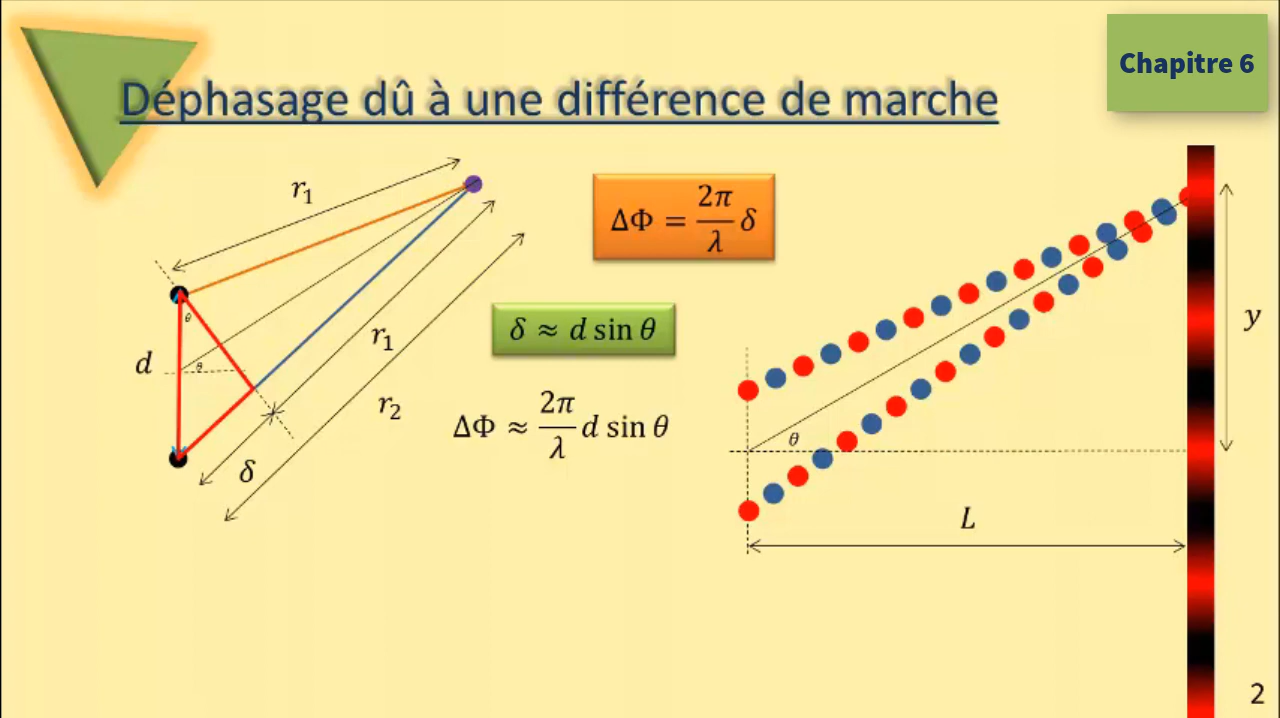 Chapitre 6
Déphasage dû à une différence de marche
r₁
ΔΦ = 2π/λ δ
θ
d
θ
r₁
r₂
δ
δ ≈ d sin θ
ΔΦ ≈ 2π/λ d sin θ
y
θ
L
2